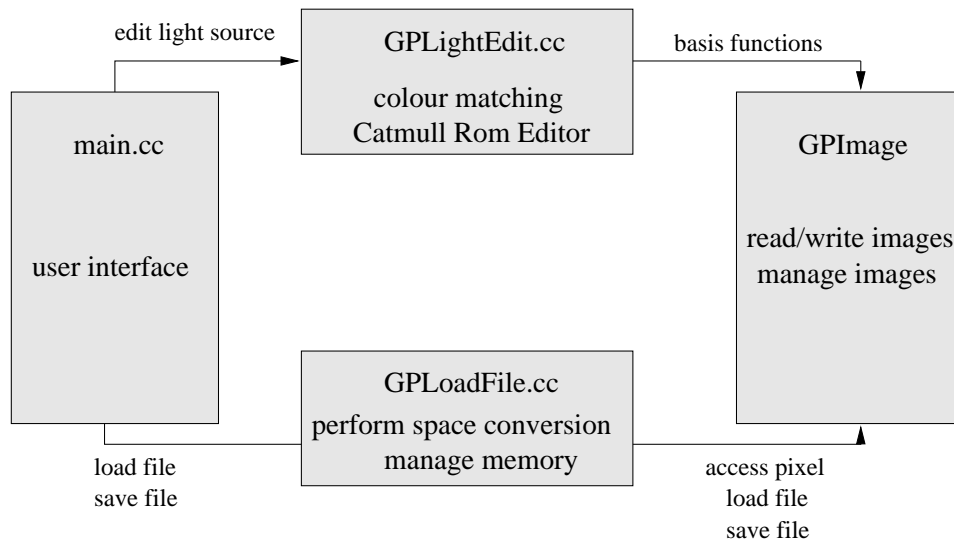 edit light source
GPLightEdit.cc
colour matching
Catmull Rom Editor
basis functions
main.cc
user interface
GPImage
read/write images
manage images
GPLoadFile.cc
perform space conversion
manage memory
load file
save file
access pixel
load file
save file